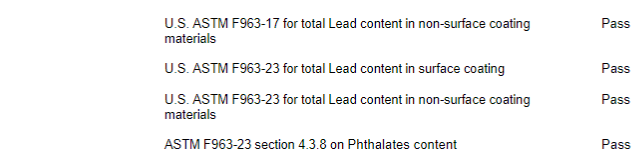 U.S. ASTM F963-17 for total Lead content in non-surface coating Pass
materials
U.S. ASTM F963-23 for total Lead content in surface coating Pass
U.S. ASTM F963-23 for total Lead content in non-surface coating Pass
materials
ASTM F963-23 section 4.3.8 on Phthalates content Pass